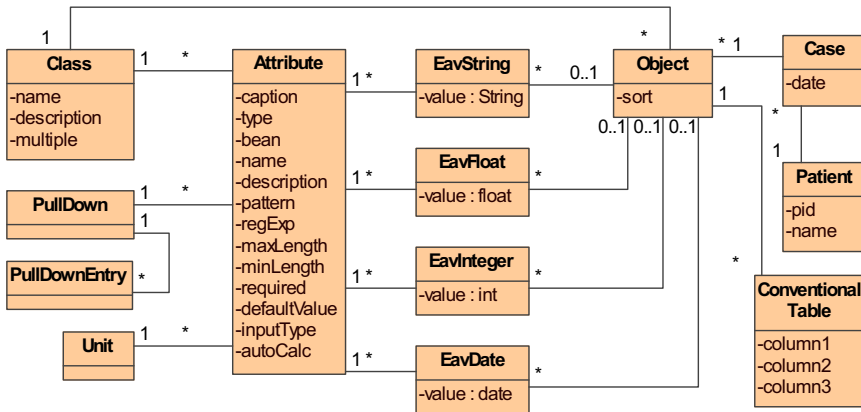 1
*
Class
-name
-description
-multiple
1
*
Attribute
-caption
-type
-bean
-name
-description
-pattern
-regExp
-maxLength
-minLength
-required
-defaultValue
-inputType
-autoCalc
PullDown
1
*
1
PullDownEntry
*
Unit
1
*
EavString
-value : String
1 *
*
0..1
EavFloat
-value : float
1 *
*
EavInteger
-value : int
1 *
*
EavDate
-value : date
1 *
*
Object
-sort
0..1 0..1 0..1
* 1
1
Case
-date
*
1
Patient
-pid
-name
*
Conventional
Table
-column1
-column2
-column3